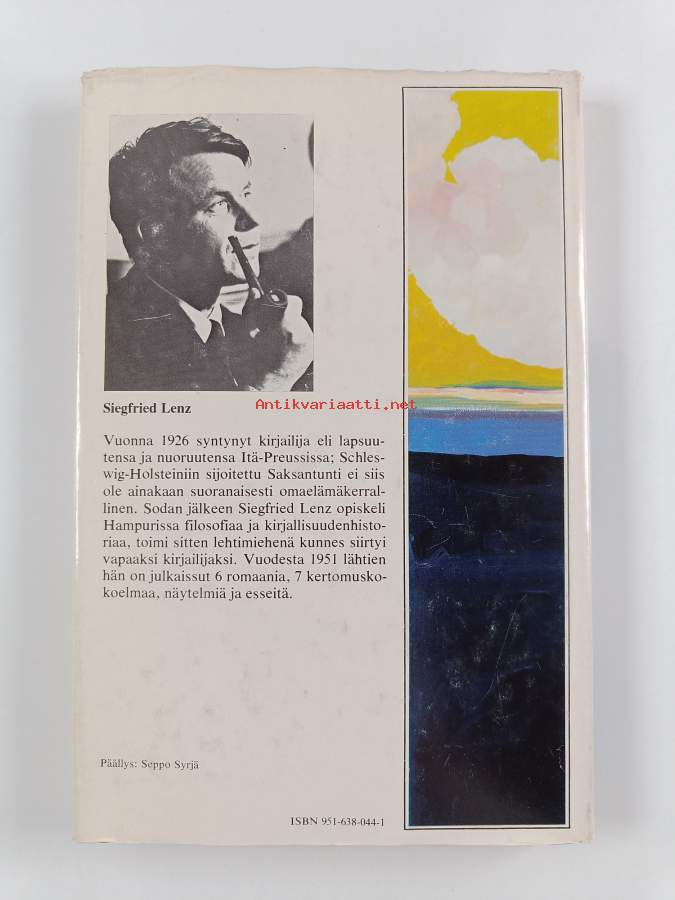 Siegfried Lenz
Antikvariaatti.net
Vuonna 1926 syntynyt kirjailija eli lapsuu-
tensa ja nuoruutensa Itä-Preussissa; Schles-
wig-Holsteiniin sijoitettu Saksantunti ei siis
ole ainakaan suoranaisesti omaelämäkerral-
linen. Sodan jälkeen Siegfried Lenz opiskeli
Hampurissa filosofiaa ja kirjallisuudenhisto-
riaa, toimi sitten lehtimiehenä kunnes siirtyi
vapaaksi kirjailijaksi. Vuodesta 1951 lähtien
hän on julkaissut 6 romaania, 7 kertomusko-
koelmaa, näytelmiä ja esseitä.
Päällys: Seppo Syrjä
ISBN 951-638-044-1